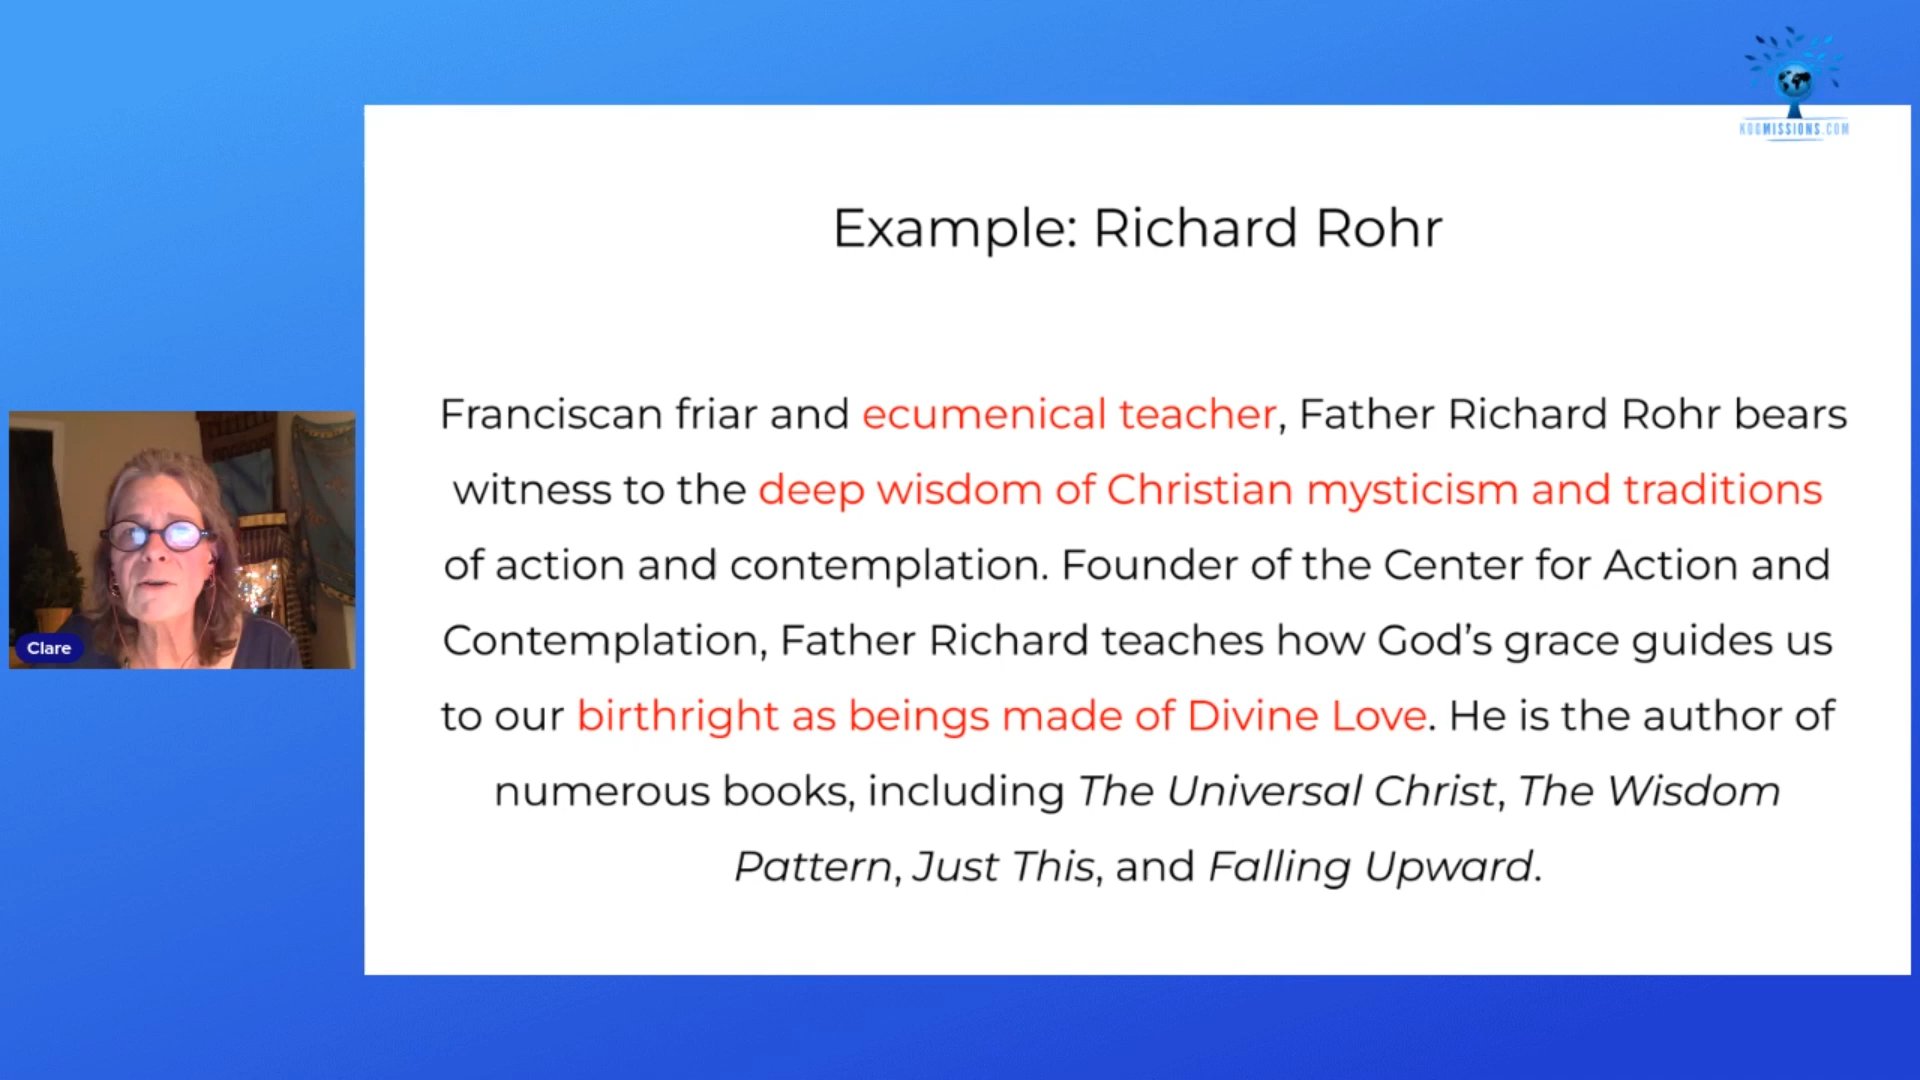 KOGMISSIONS.COM
Example: Richard Rohr
Franciscan friar and ecumenical teacher, Father Richard Rohr bears
witness to the deep wisdom of Christian mysticism and traditions
of action and contemplation. Founder of the Center for Action and
Contemplation, Father Richard teaches how God’s grace guides us
to our birthright as beings made of Divine Love. He is the author of
numerous books, including The Universal Christ, The Wisdom
Pattern, Just This, and Falling Upward.
Clare